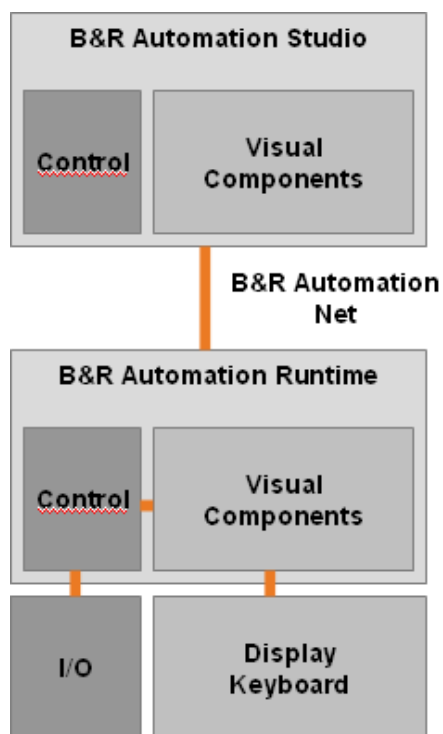 B&R Automation Studio
Control
Visual
Components
B&R Automation
Net
B&R Automation Runtime
Control
Visual
Components
I/O
Display
Keyboard